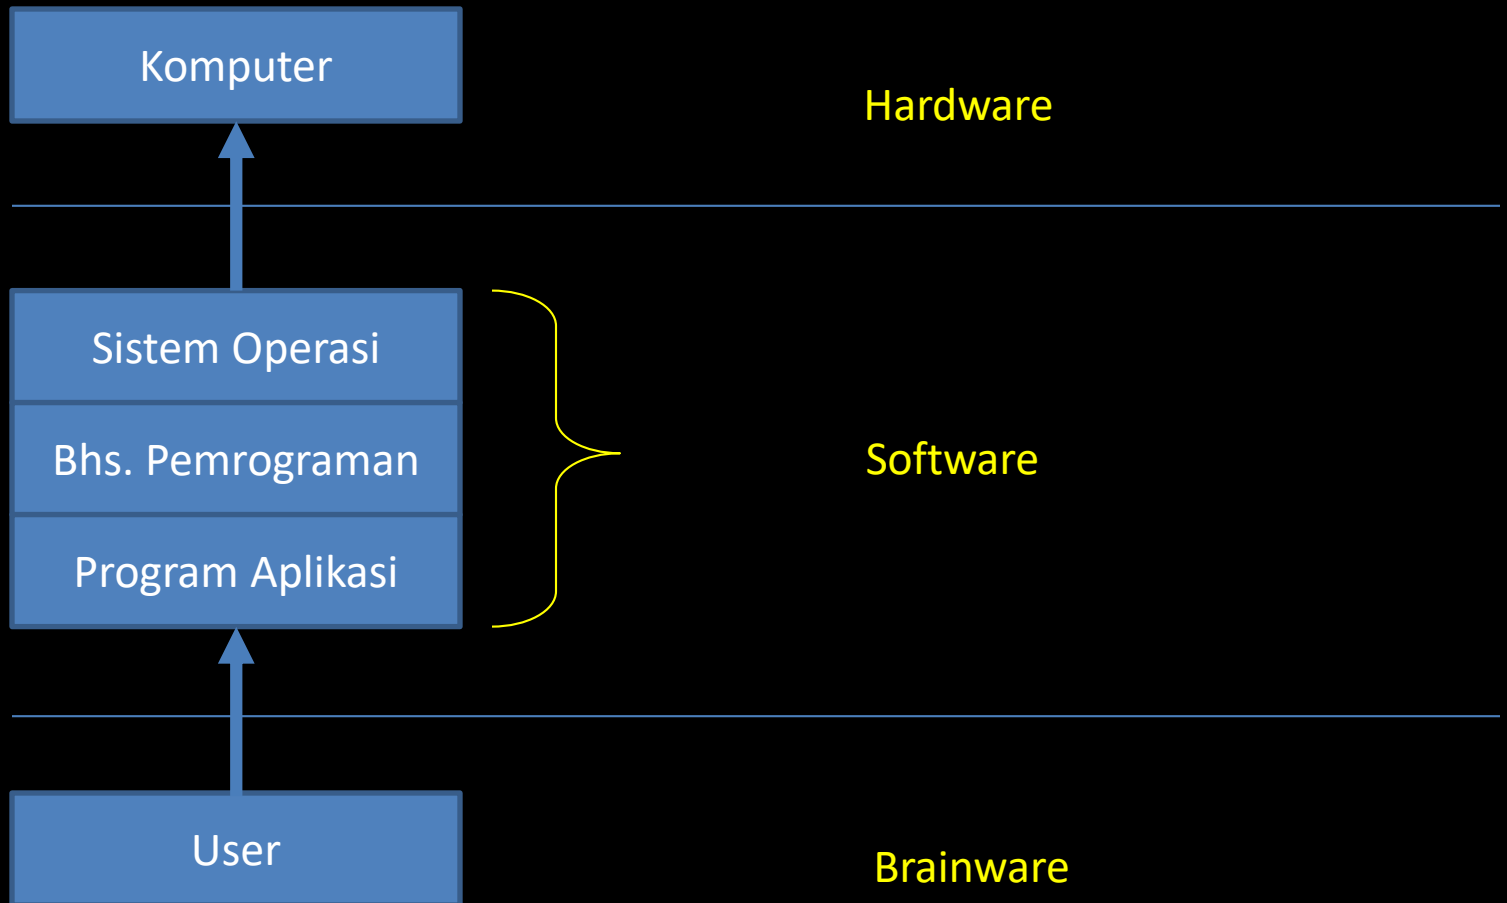 Komputer
Hardware
Sistem Operasi
Bhs. Pemrograman
Software
Program Aplikasi
User
Brainware